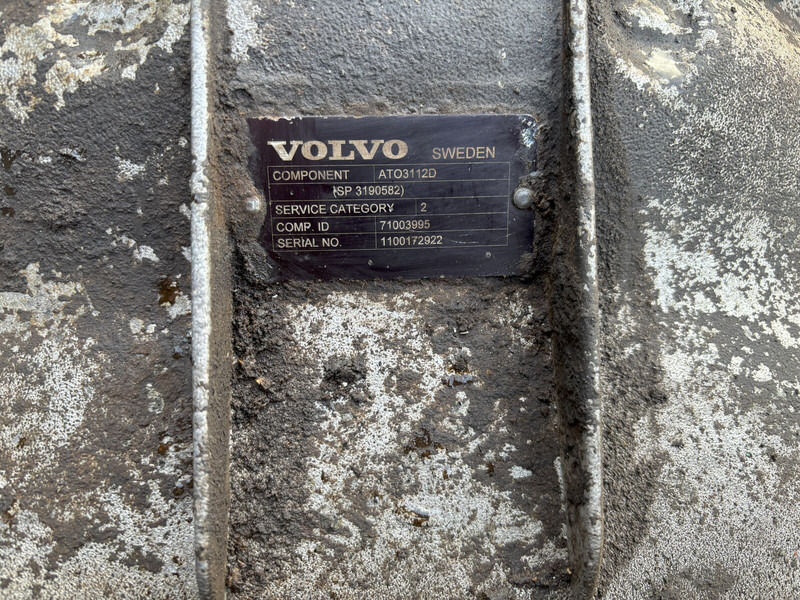 VOLVO SWEDEN
COMPONENT ATO3112D
(SP 3190582)
SERVICE CATEGORY 2
COMP. ID 71003995
SERIAL NO. 1100172922